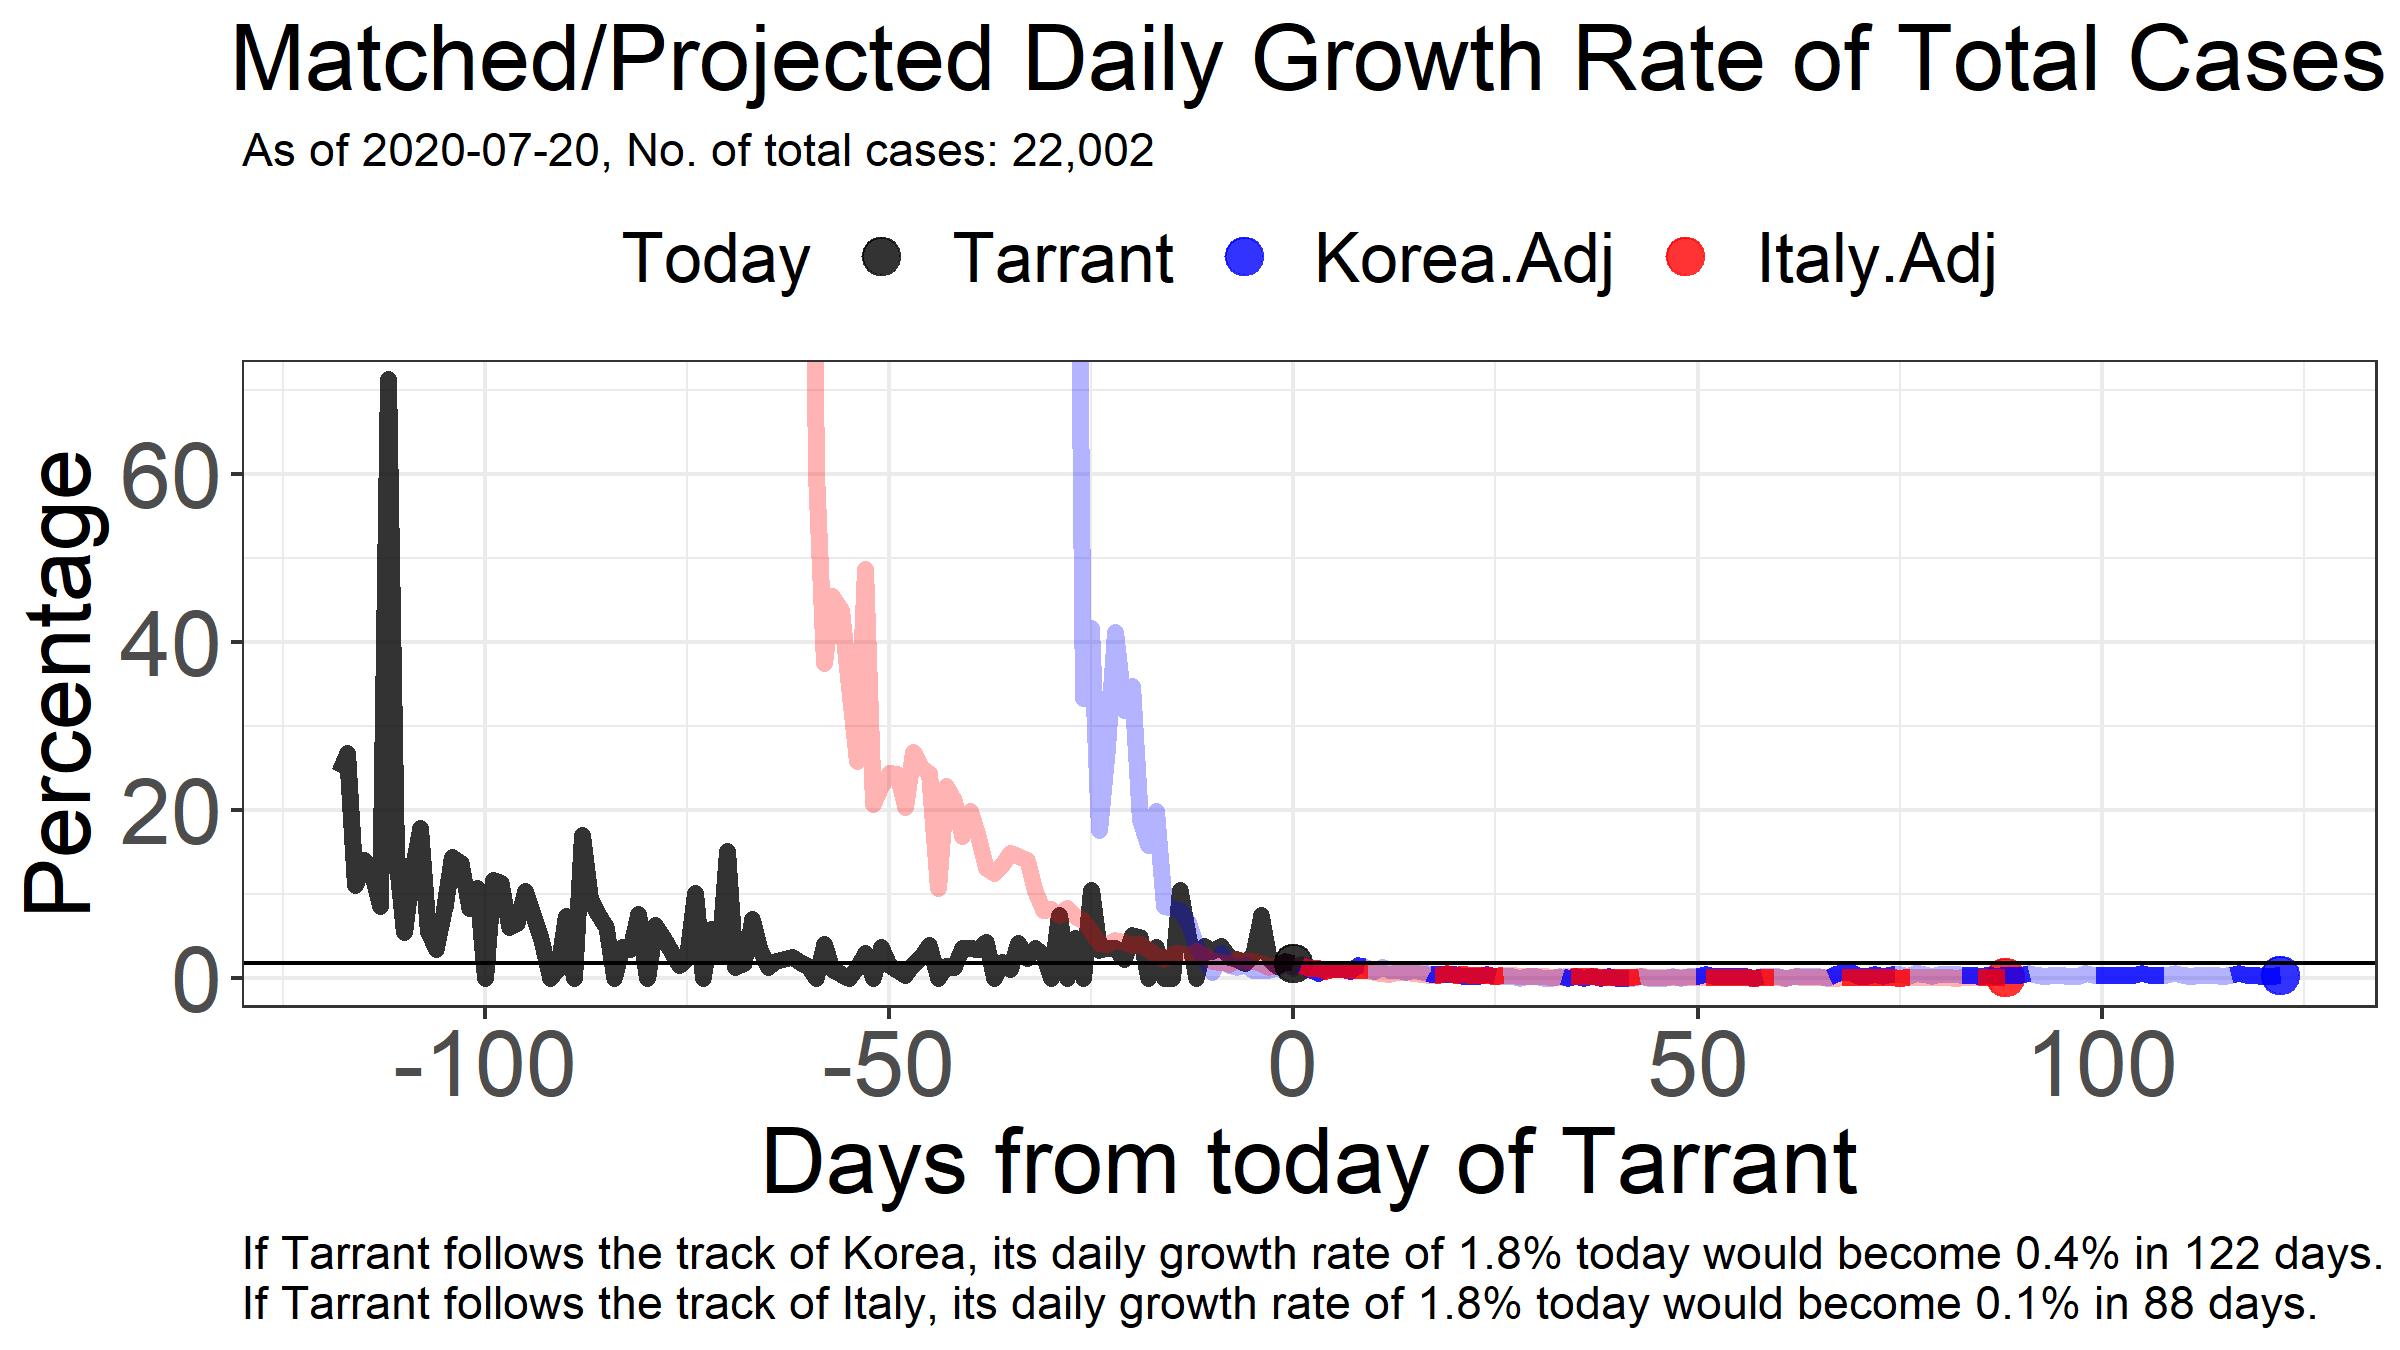 Matched/Projected Daily Growth Rate of Total Cases
As of 2020-07-20, No. of total cases: 22,002
Today Tarrant Korea.Adj Italy.Adj
Percentage
60
40
20
0
-100 -50 0 50 100
Days from today of Tarrant
If Tarrant follows the track of Korea, its daily growth rate of 1.8% today would become 0.4% in 122 days.
If Tarrant follows the track of Italy, its daily growth rate of 1.8% today would become 0.1% in 88 days.